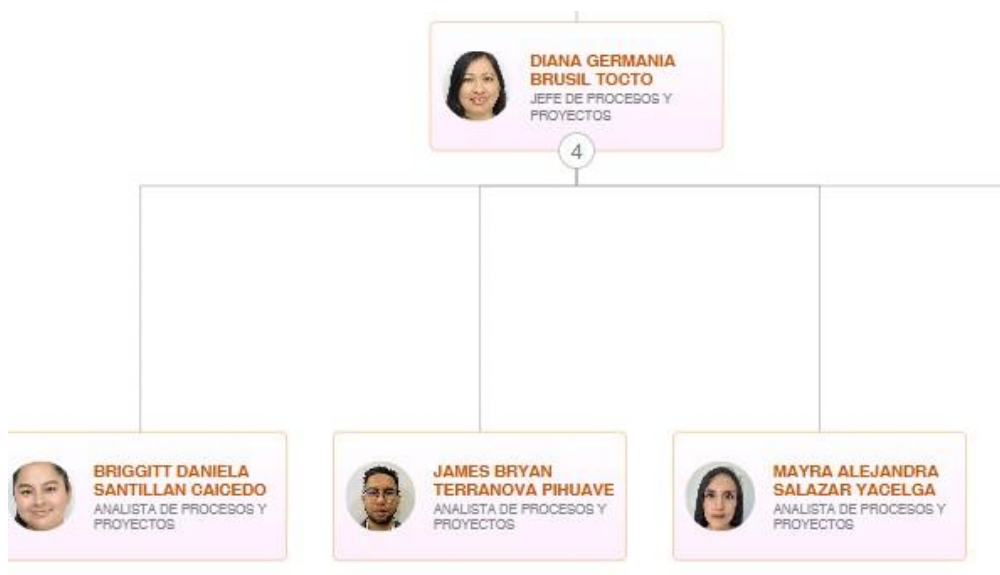 DIANA GERMANIA
BRUSIL TOCTO
JEFE DE PROCESOS Y
PROYECTOS
4
BRIGGITT DANIELA
SANTILLAN CAICEDO
ANALISTA DE PROCESOS Y
PROYECTOS
JAMES BRYAN
TERRANOVA PIHUAVE
ANALISTA DE PROCESOS Y
PROYECTOS
MAYRA ALEJANDRA
SALAZAR YACELGA
ANALISTA DE PROCESOS Y
PROYECTOS